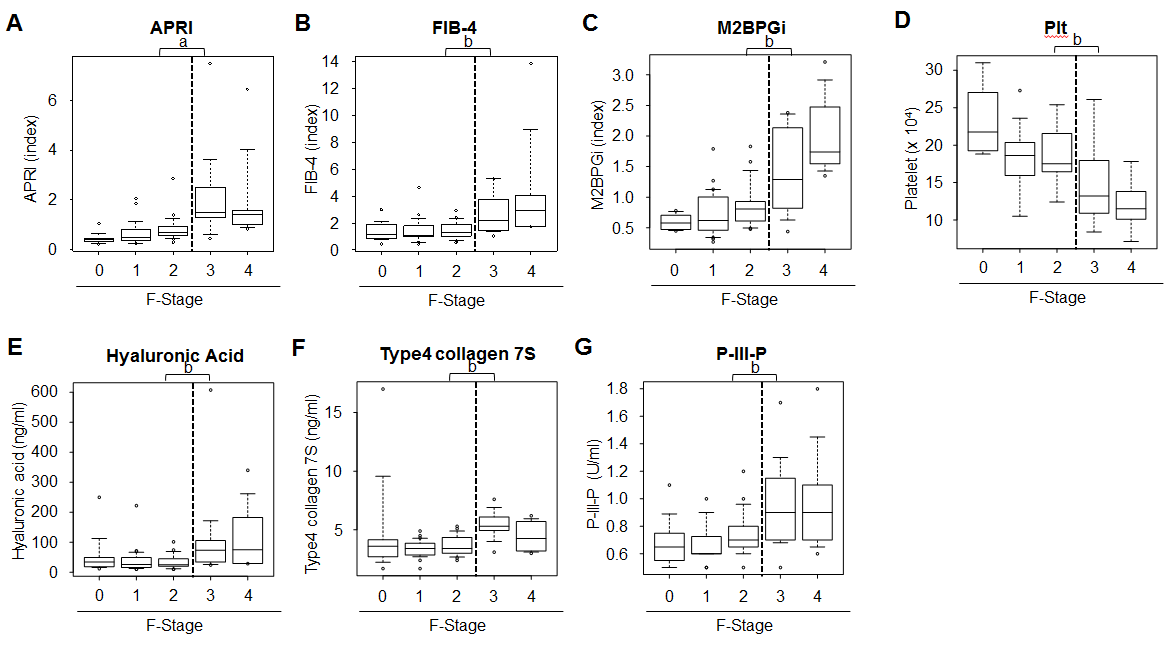 A
APRI
a
APRI (index)
6
4
2
0
0 1 2 3 4
F-Stage
B
FIB-4
b
FIB-4 (index)
14
12
10
8
6
4
2
0
0 1 2 3 4
F-Stage
C
M2BPGi
b
M2BPGi (index)
3.0
2.5
2.0
1.5
1.0
0.5
0 1 2 3 4
F-Stage
D
Plt
b
Platelet (x 10⁴)
30
25
20
15
10
0 1 2 3 4
F-Stage
E
Hyaluronic Acid
b
Hyaluronic acid (ng/ml)
600
500
400
300
200
100
0
0 1 2 3 4
F-Stage
F
Type4 collagen 7S
b
Type4 collagen 7S (ng/ml)
15
10
5
0 1 2 3 4
F-Stage
G
P-III-P
b
P-III-P (U/ml)
1.8
1.6
1.4
1.2
1.0
0.8
0.6
0 1 2 3 4
F-Stage